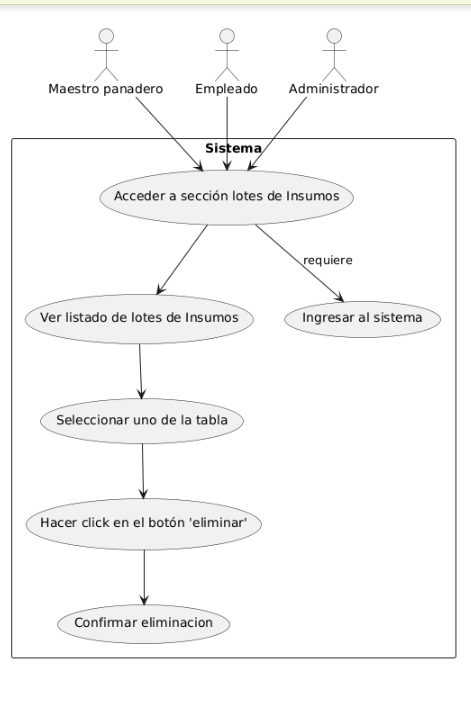 Maestro panadero
Empleado
Administrador
Sistema
Acceder a sección lotes de Insumos
requiere
Ver listado de lotes de Insumos
Ingresar al sistema
Seleccionar uno de la tabla
Hacer click en el botón 'eliminar'
Confirmar eliminacion